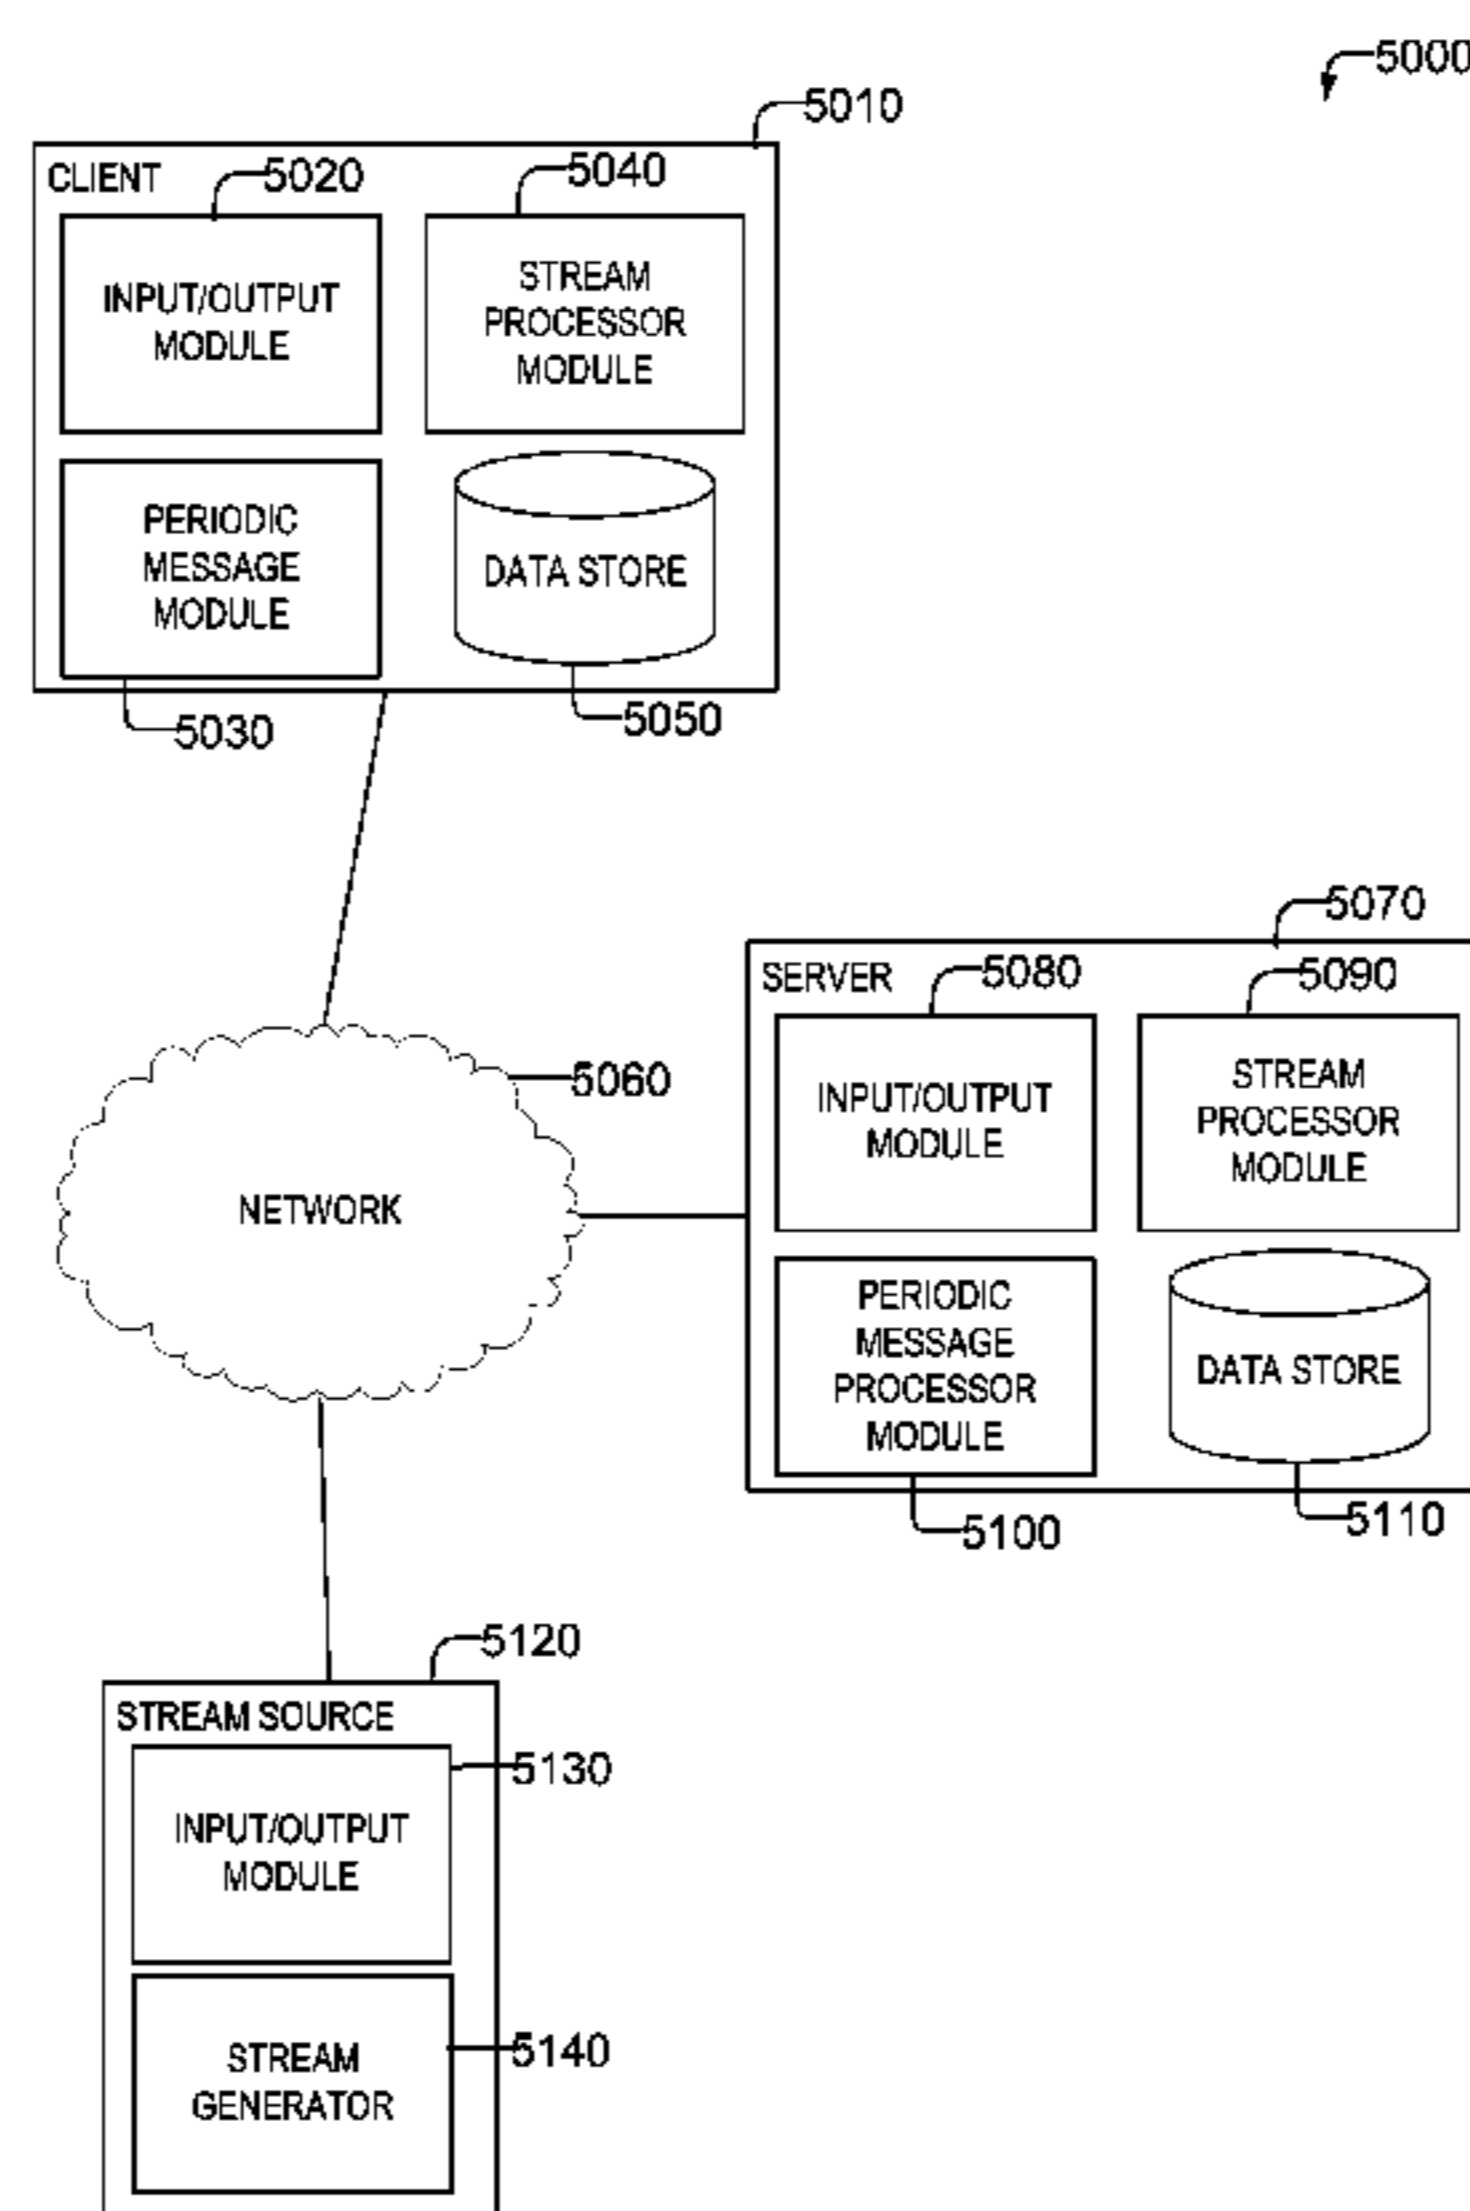 5000
5010
CLIENT
5020
5040
INPUT/OUTPUT
MODULE
STREAM
PROCESSOR
MODULE
PERIODIC
MESSAGE
MODULE
DATA STORE
5030
5050
5060
NETWORK
5070
SERVER
5080
5090
INPUT/OUTPUT
MODULE
STREAM
PROCESSOR
MODULE
PERIODIC
MESSAGE
PROCESSOR
MODULE
DATA STORE
5100
5110
5120
STREAM SOURCE
5130
INPUT/OUTPUT
MODULE
5140
STREAM
GENERATOR